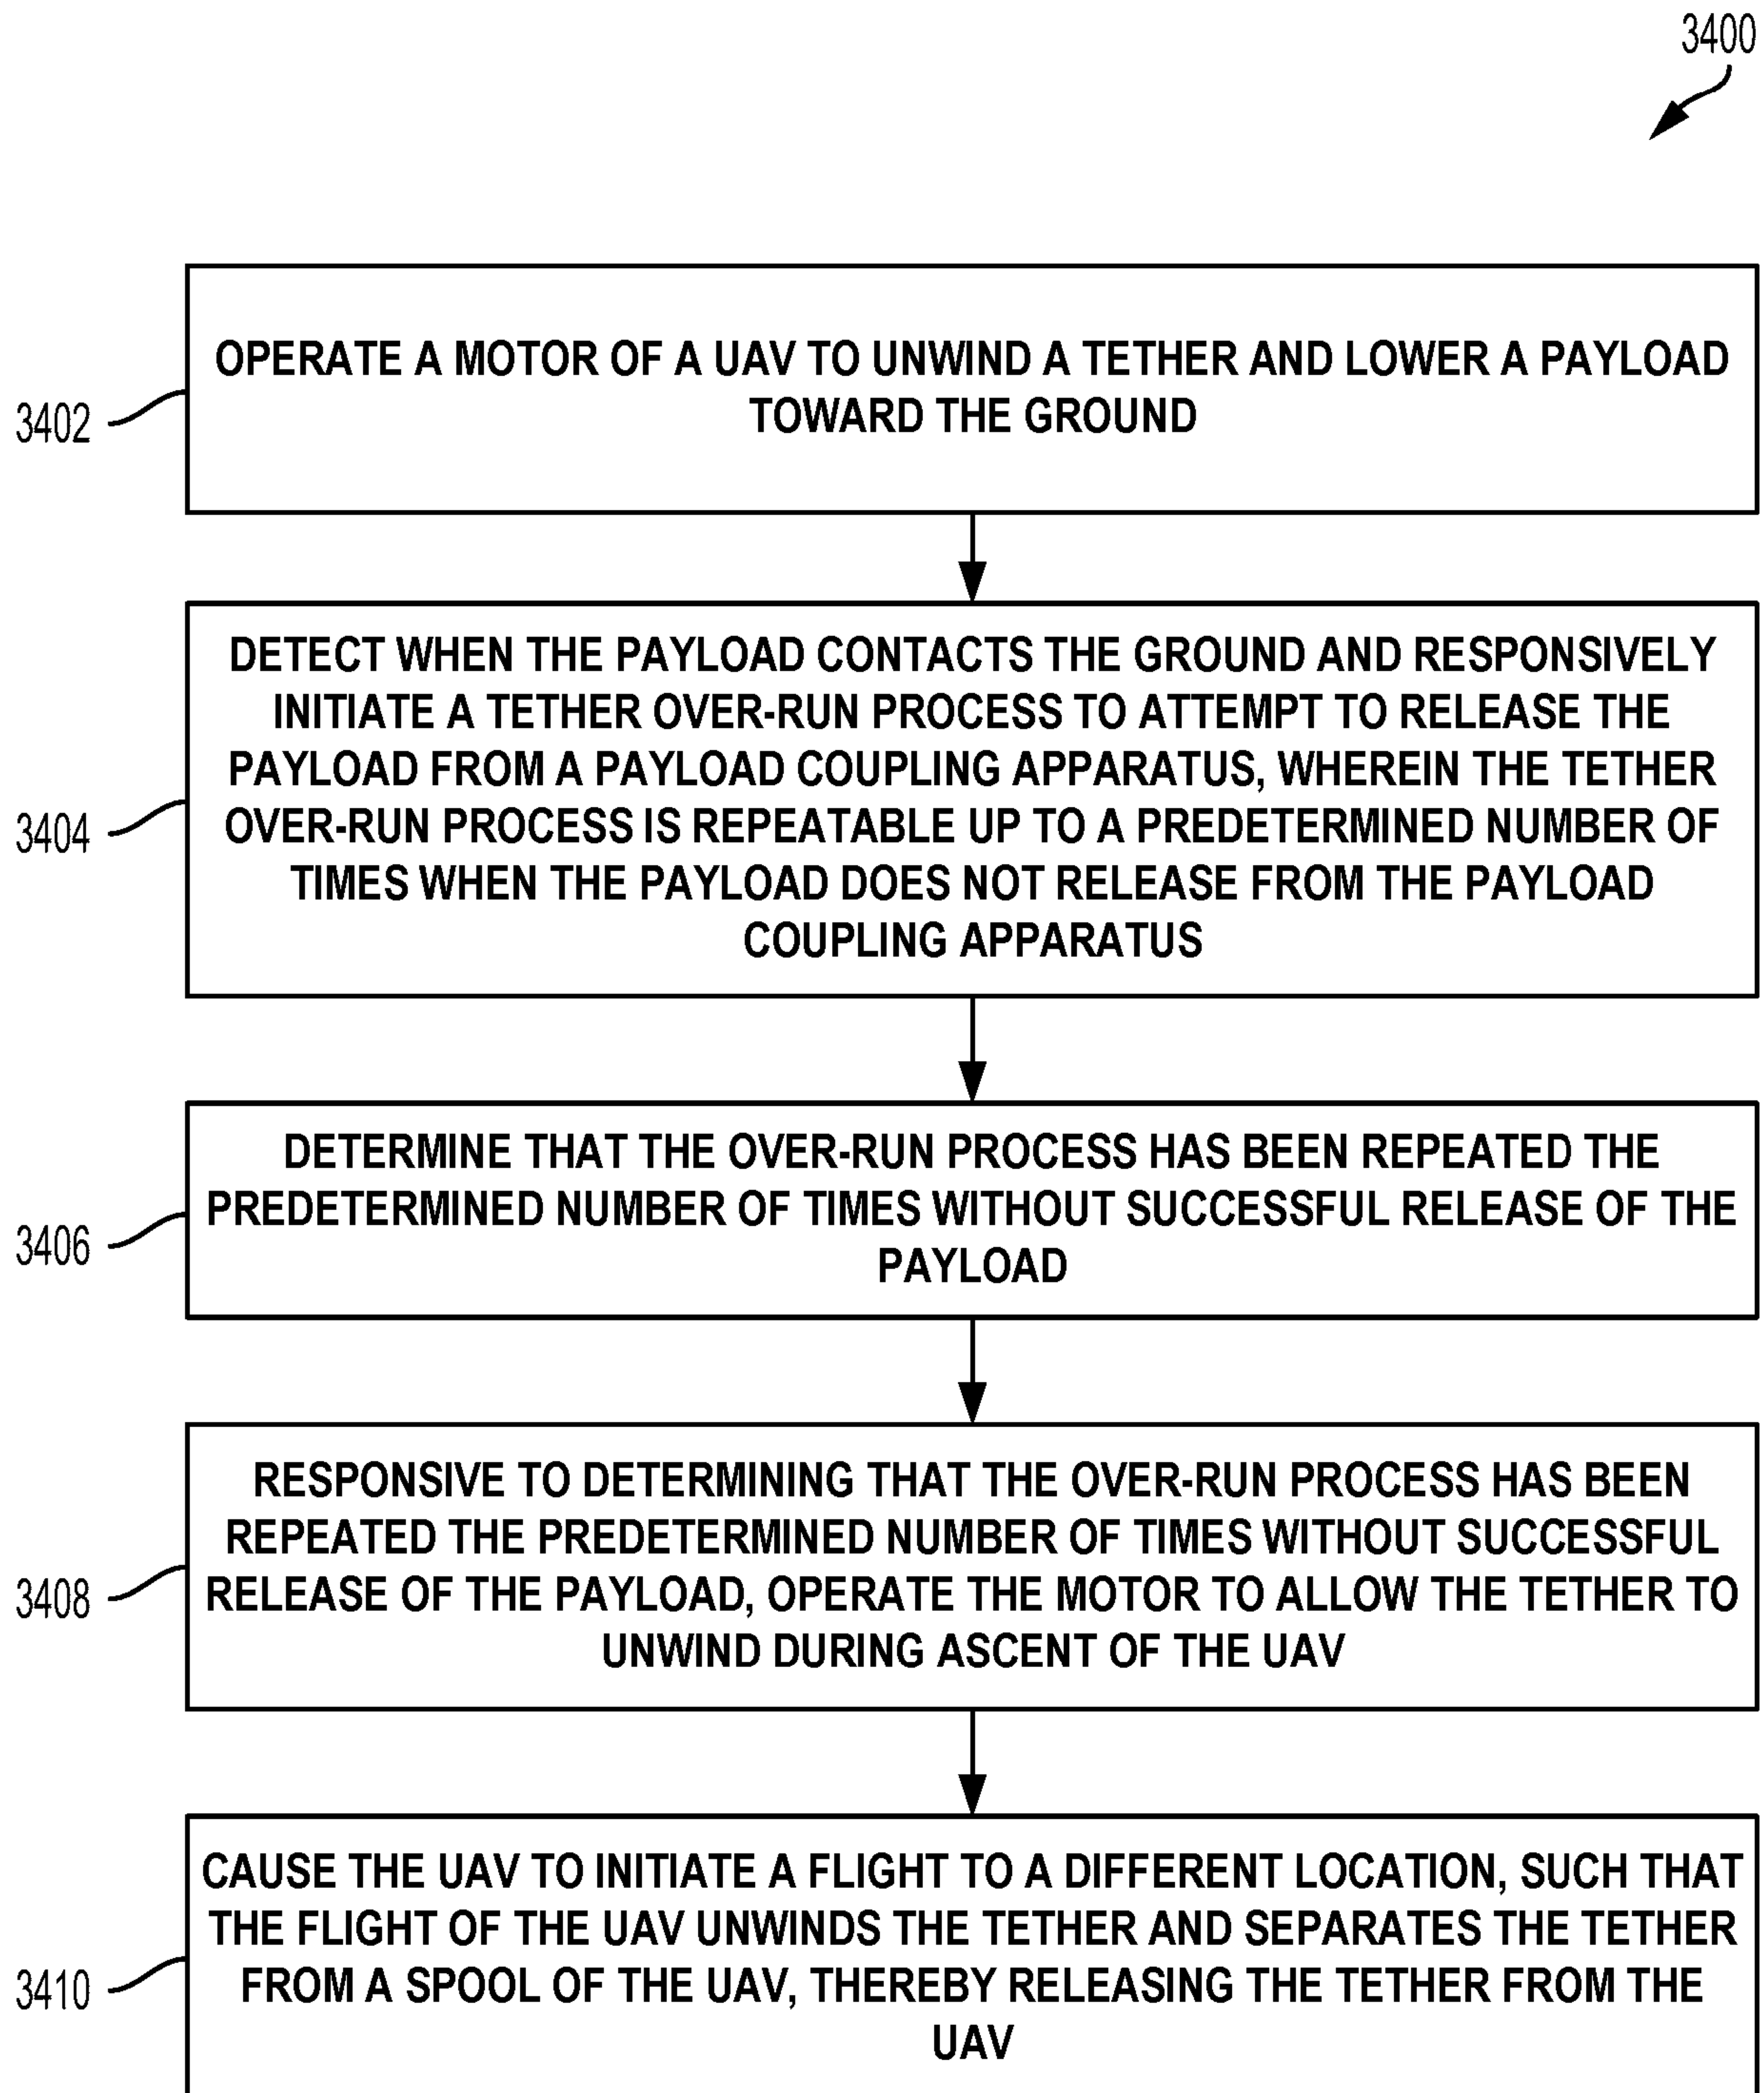 3400
3402
OPERATE A MOTOR OF A UAV TO UNWIND A TETHER AND LOWER A PAYLOAD
TOWARD THE GROUND
3404
DETECT WHEN THE PAYLOAD CONTACTS THE GROUND AND RESPONSIVELY
INITIATE A TETHER OVER-RUN PROCESS TO ATTEMPT TO RELEASE THE
PAYLOAD FROM A PAYLOAD COUPLING APPARATUS, WHEREIN THE TETHER
OVER-RUN PROCESS IS REPEATABLE UP TO A PREDETERMINED NUMBER OF
TIMES WHEN THE PAYLOAD DOES NOT RELEASE FROM THE PAYLOAD
COUPLING APPARATUS
3406
DETERMINE THAT THE OVER-RUN PROCESS HAS BEEN REPEATED THE
PREDETERMINED NUMBER OF TIMES WITHOUT SUCCESSFUL RELEASE OF THE
PAYLOAD
3408
RESPONSIVE TO DETERMINING THAT THE OVER-RUN PROCESS HAS BEEN
REPEATED THE PREDETERMINED NUMBER OF TIMES WITHOUT SUCCESSFUL
RELEASE OF THE PAYLOAD, OPERATE THE MOTOR TO ALLOW THE TETHER TO
UNWIND DURING ASCENT OF THE UAV
3410
CAUSE THE UAV TO INITIATE A FLIGHT TO A DIFFERENT LOCATION, SUCH THAT
THE FLIGHT OF THE UAV UNWINDS THE TETHER AND SEPARATES THE TETHER
FROM A SPOOL OF THE UAV, THEREBY RELEASING THE TETHER FROM THE
UAV